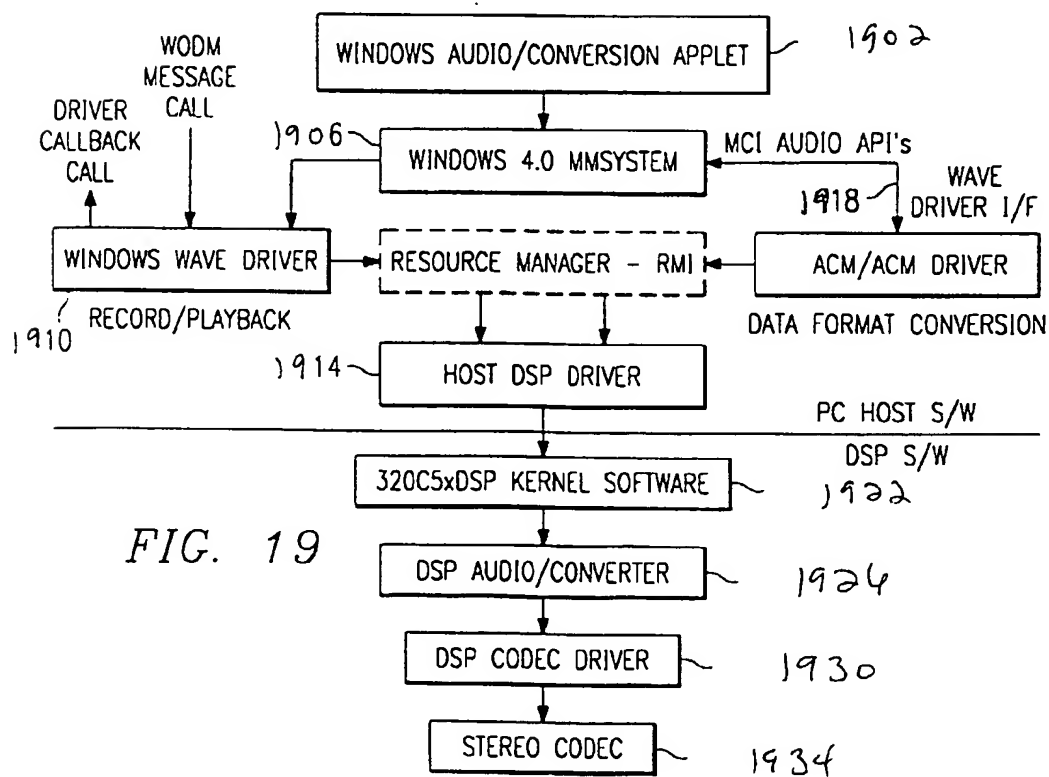 WINDOWS AUDIO/CONVERSION APPLET
1902
WODM
MESSAGE
CALL
DRIVER
CALLBACK
CALL
1906
WINDOWS 4.0 MMSYSTEM
MCI AUDIO API's
1918
WAVE
DRIVER I/F
WINDOWS WAVE DRIVER
RESOURCE MANAGER - RMI
ACM/ACM DRIVER
1910
RECORD/PLAYBACK
DATA FORMAT CONVERSION
1914
HOST DSP DRIVER
PC HOST S/W
DSP S/W
320C5xDSP KERNEL SOFTWARE
1922
FIG. 19
DSP AUDIO/CONVERTER
1926
DSP CODEC DRIVER
1930
STEREO CODEC
1934